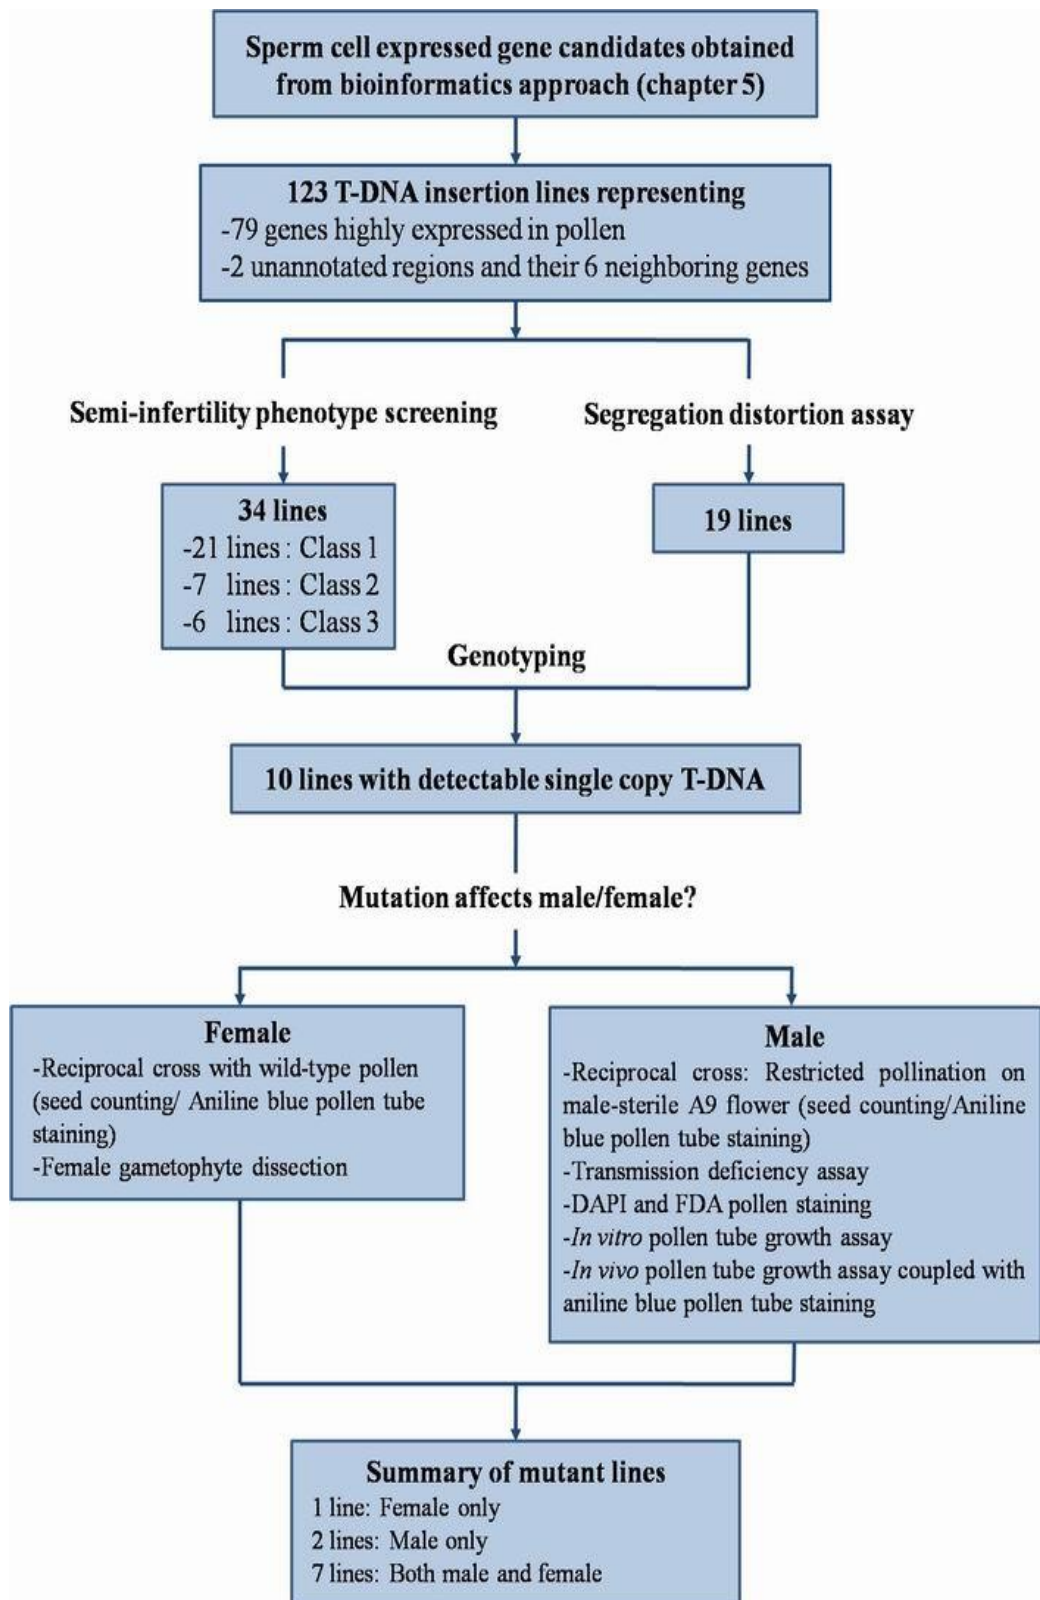 Sperm cell expressed gene candidates obtained
from bioinformatics approach (chapter 5)
123 T-DNA insertion lines representing
-79 genes highly expressed in pollen
-2 unannotated regions and their 6 neighboring genes
Semi-infertility phenotype screening
Segregation distortion assay
34 lines
-21 lines : Class 1
-7 lines : Class 2
-6 lines : Class 3
19 lines
Genotyping
10 lines with detectable single copy T-DNA
Mutation affects male/female?
Female
-Reciprocal cross with wild-type pollen
(seed counting/ Aniline blue pollen tube
staining)
-Female gametophyte dissection
Male
-Reciprocal cross: Restricted pollination on
male-sterile A9 flower (seed counting/Aniline
blue pollen tube staining)
-Transmission deficiency assay
-DAPI and FDA pollen staining
-In vitro pollen tube growth assay
-In vivo pollen tube growth assay coupled with
aniline blue pollen tube staining
Summary of mutant lines
1 line: Female only
2 lines: Male only
7 lines: Both male and female